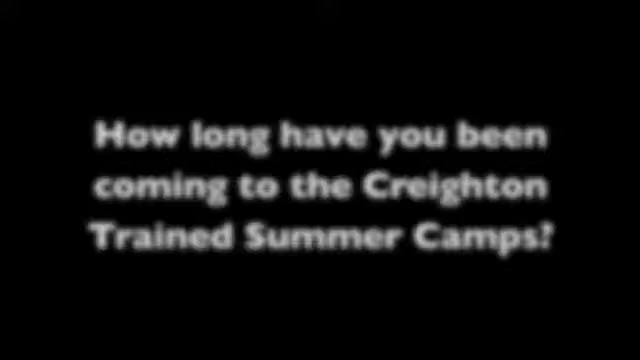 How long have you been
coming to the Creighton
Trained Summer Camps?